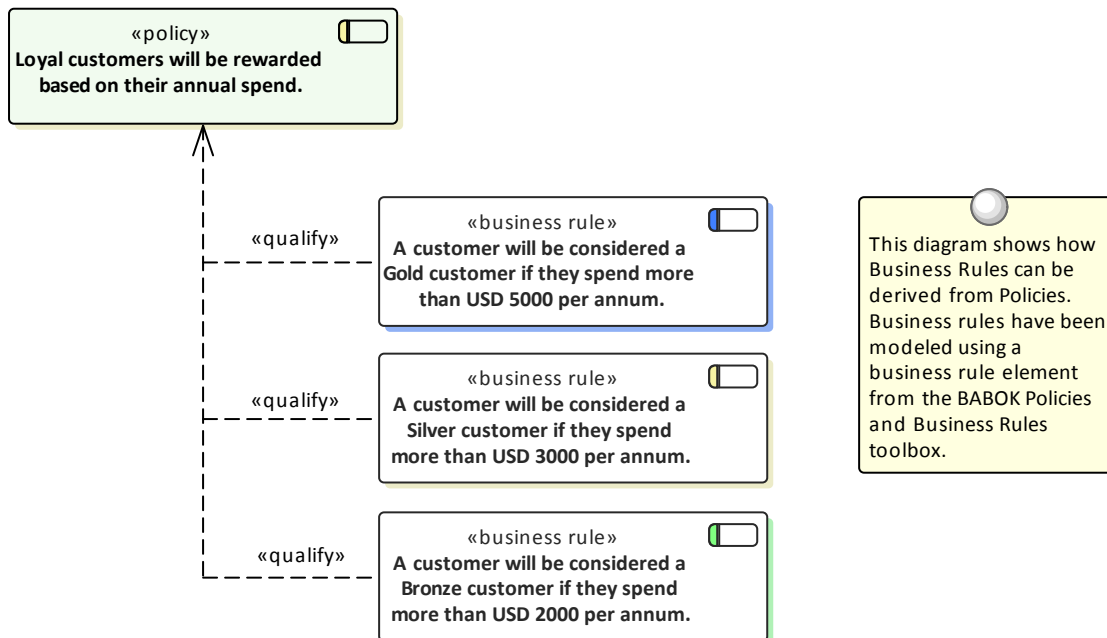 «policy»
Loyal customers will be rewarded
based on their annual spend.
«qualify»
«business rule»
A customer will be considered a
Gold customer if they spend more
than USD 5000 per annum.
«qualify»
«business rule»
A customer will be considered a
Silver customer if they spend
more than USD 3000 per annum.
«qualify»
«business rule»
A customer will be considered a
Bronze customer if they spend
more than USD 2000 per annum.
This diagram shows how
Business Rules can be
derived from Policies.
Business rules have been
modeled using a
business rule element
from the BABOK Policies
and Business Rules
toolbox.